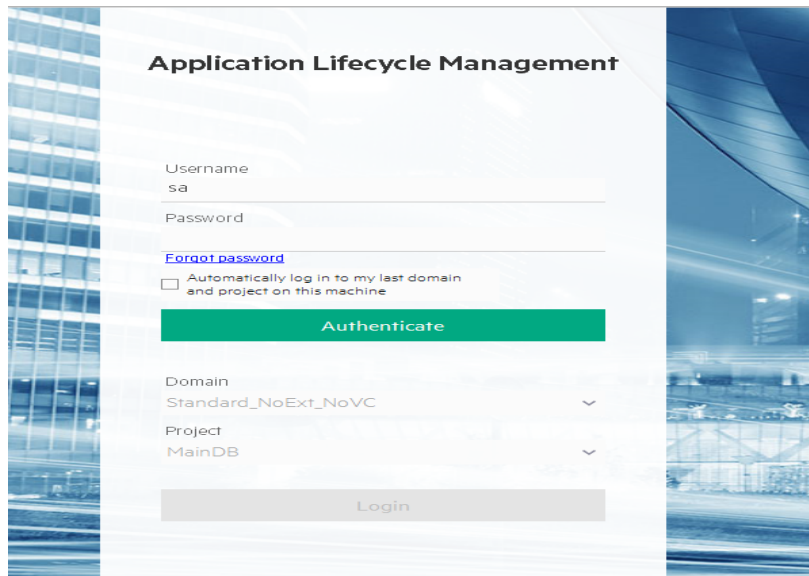 Application Lifecycle Management
Username
sa
Password
Forgot password
Automatically log in to my last domain
and project on this machine
Authenticate
Domain
Standard_NoExt_NoVC
Project
MainDB
Login